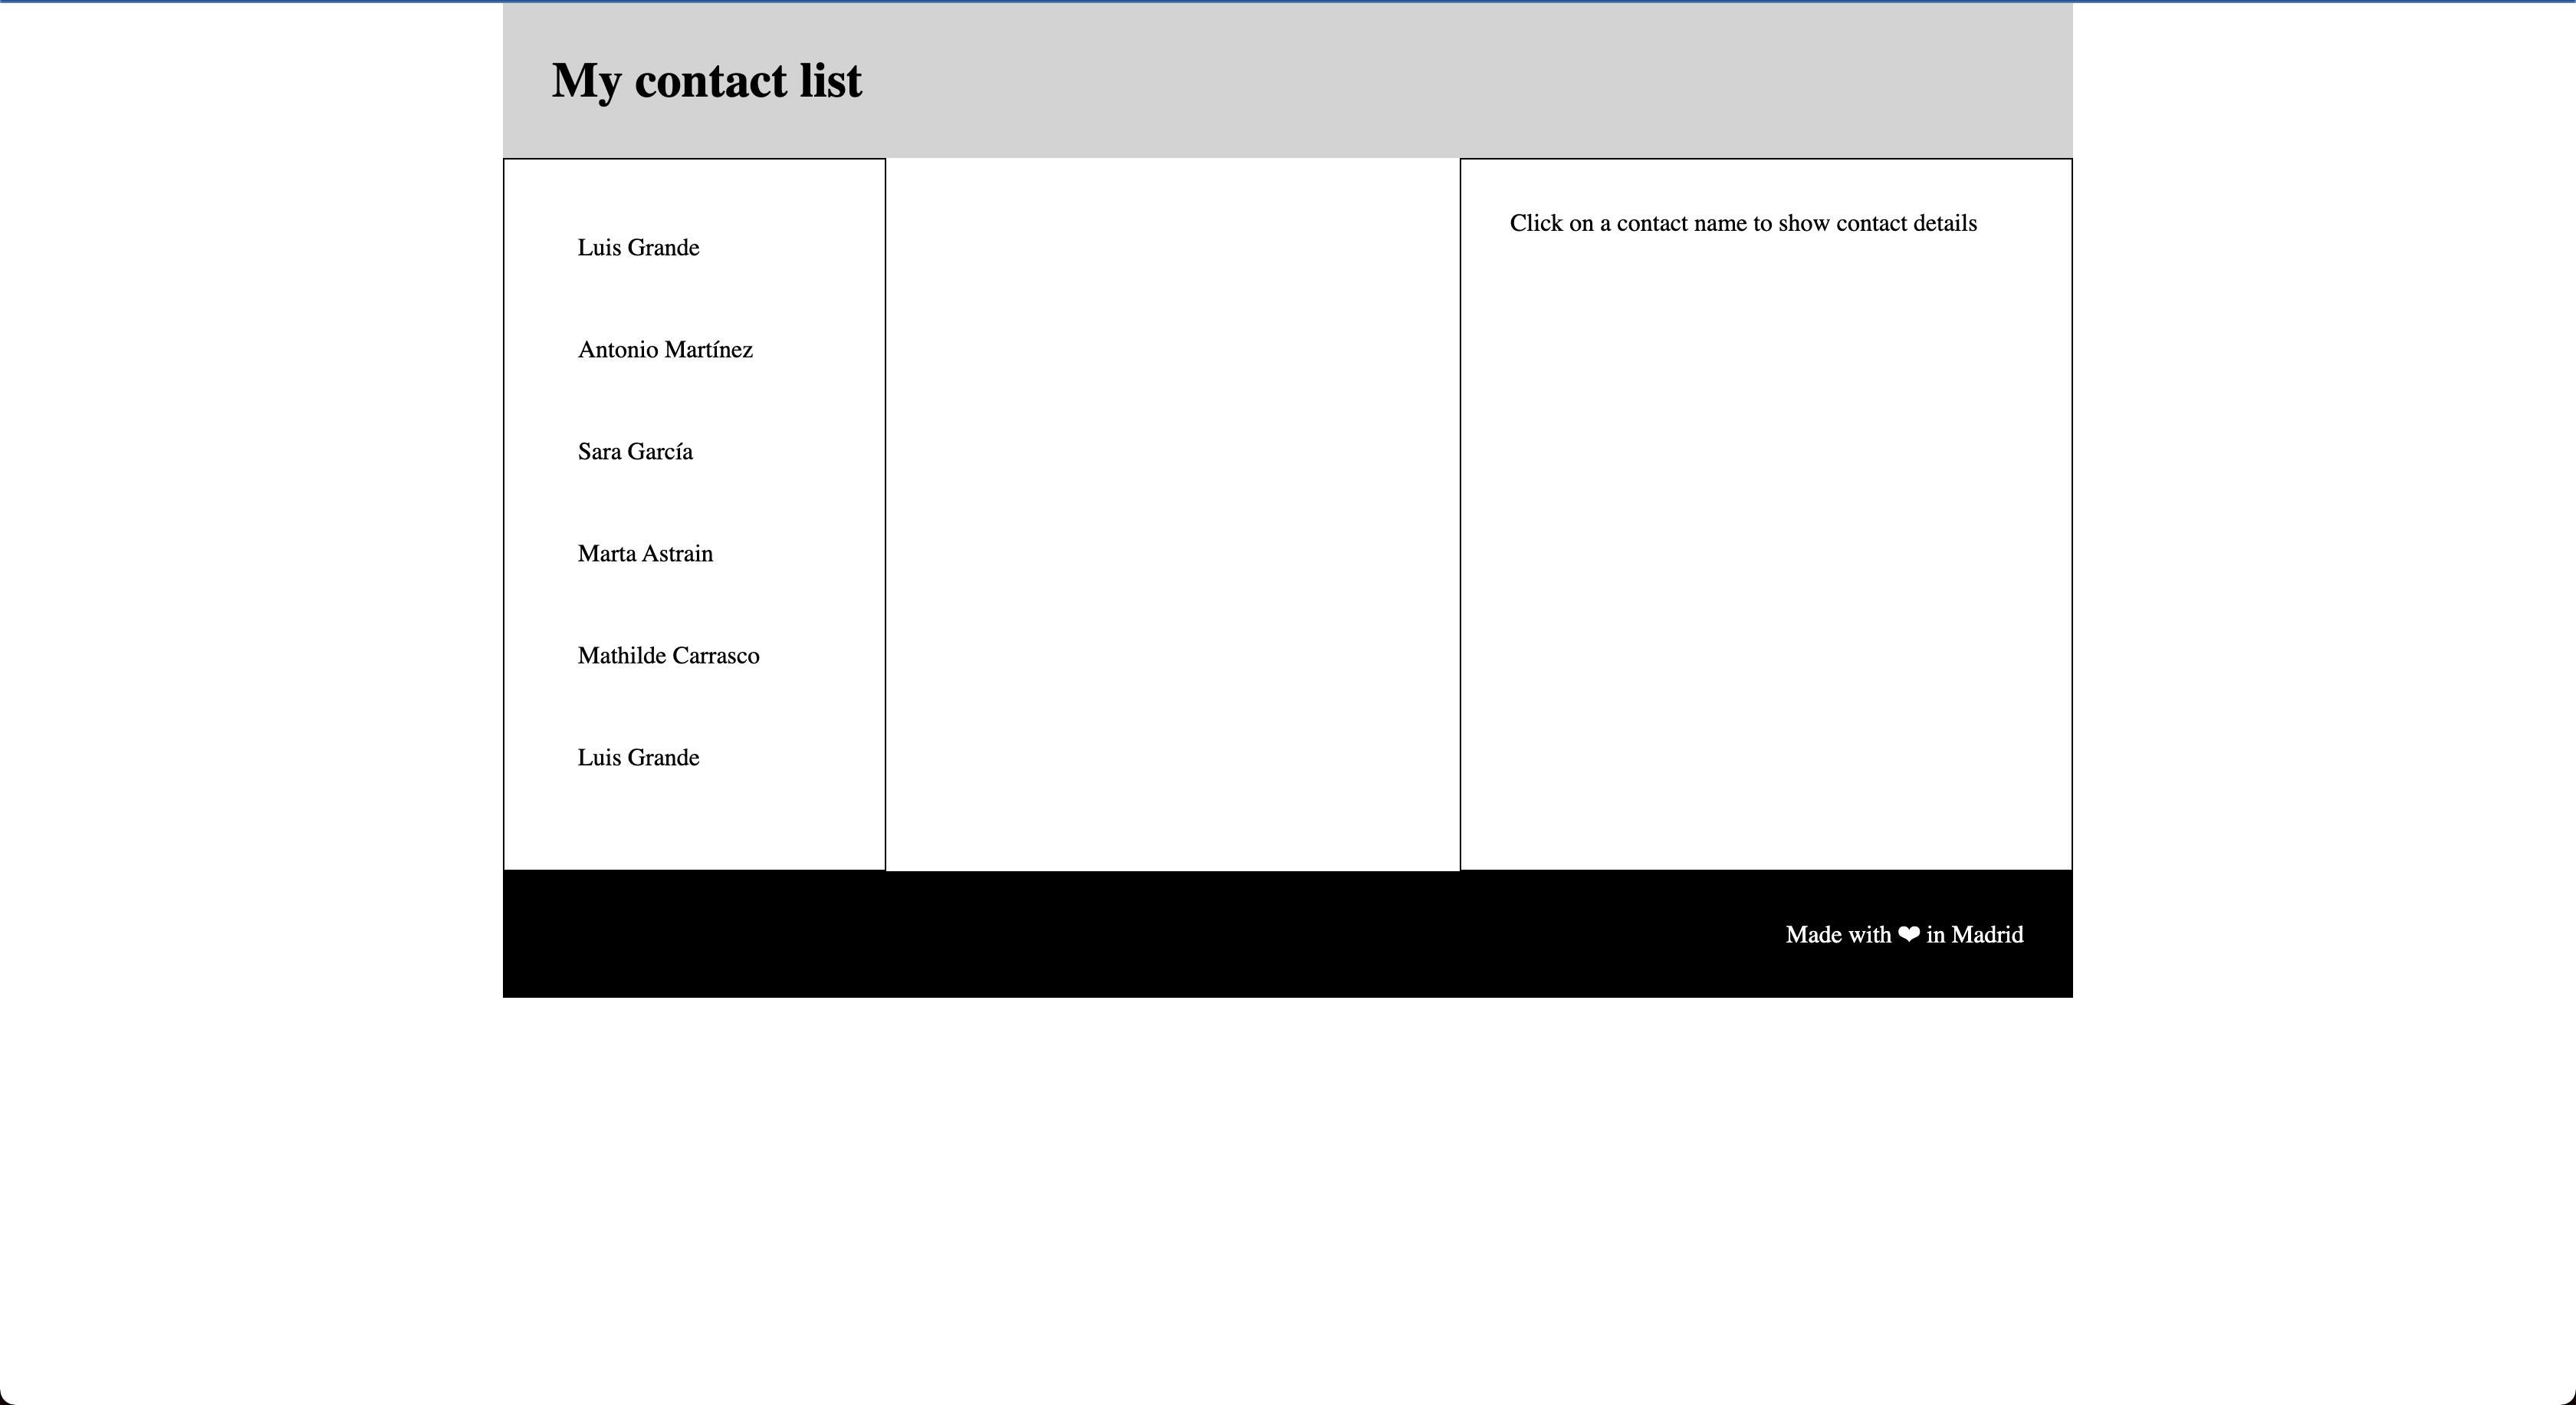 My contact list
Luis Grande
Antonio Martínez
Sara García
Marta Astrain
Mathilde Carrasco
Luis Grande
Click on a contact name to show contact details
Made with ❤ in Madrid